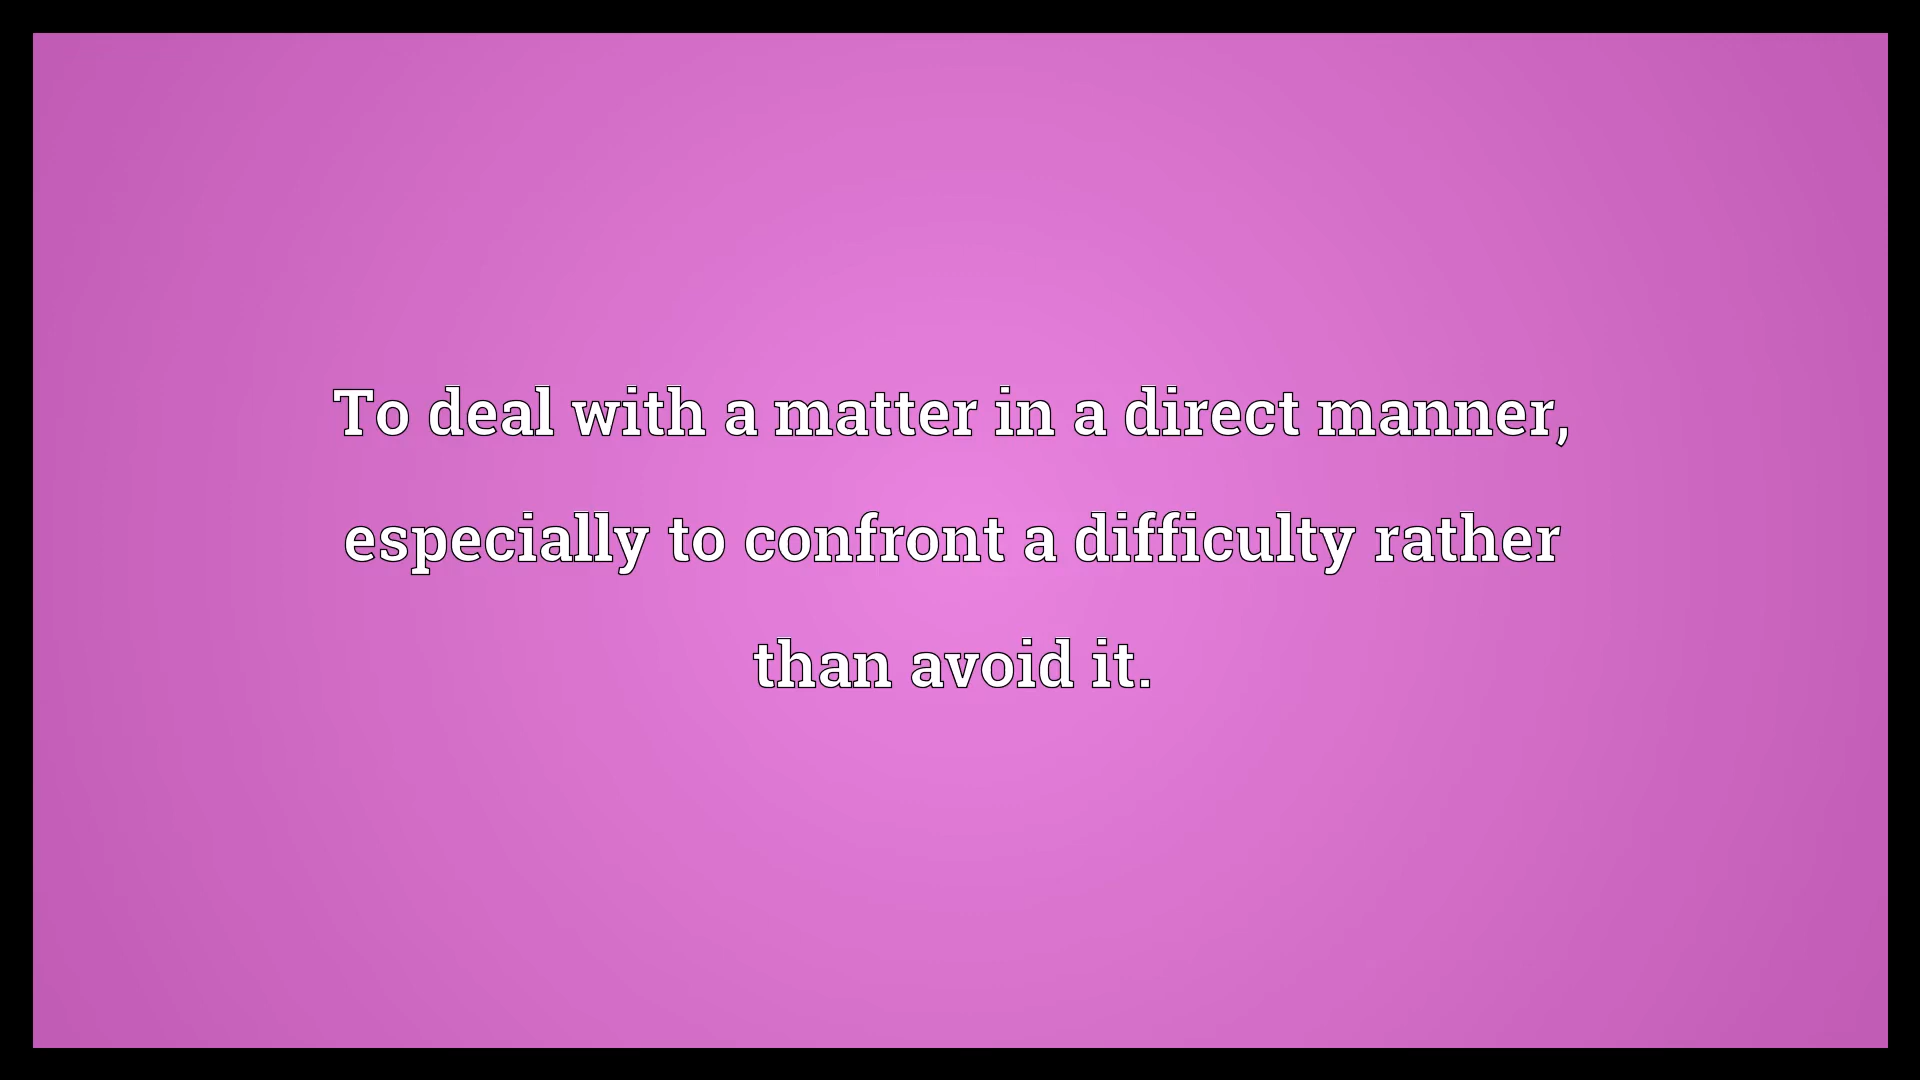 To deal with a matter in a direct manner,
especially to confront a difficulty rather
than avoid it.